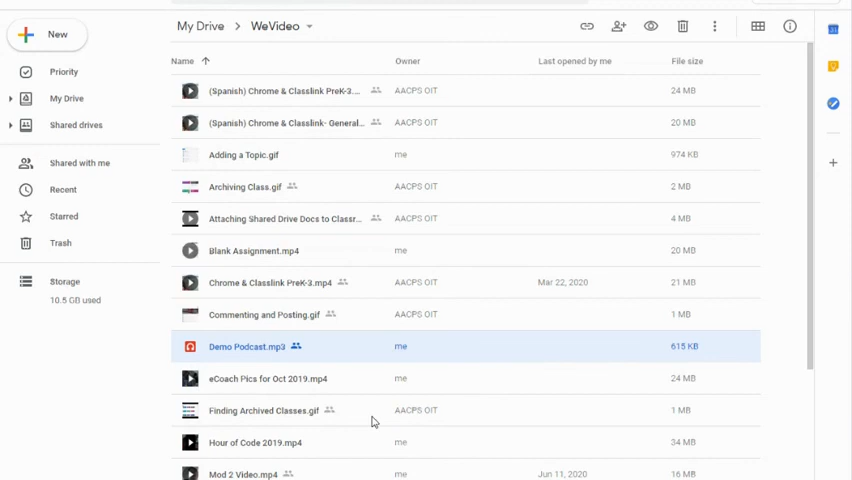 My Drive > WeVideo
New
Name Owner Last opened by me File size
Priority
(Spanish) Chrome & Classlink PreK-3.... AACPS OIT 24 MB
My Drive
(Spanish) Chrome & Classlink- General... AACPS OIT 20 MB
Shared drives
Adding a Topic.gif me 974 KB
Shared with me
Archiving Class.gif AACPS OIT 2 MB
Recent
Attaching Shared Drive Docs to Classr... AACPS OIT 4 MB
Starred
Trash
Blank Assignment.mp4 me 20 MB
Storage
Chrome & Classlink PreK-3.mp4 AACPS OIT Mar 22, 2020 21 MB
10.5 GB used
Commenting and Posting.gif AACPS OIT 1 MB
Demo Podcast.mp3 me 615 KB
eCoach Pics for Oct 2019.mp4 me 24 MB
Finding Archived Classes.gif AACPS OIT 1 MB
Hour of Code 2019.mp4 me 34 MB
Mod 2 Video.mp4 me Jun 11, 2020 16 MB